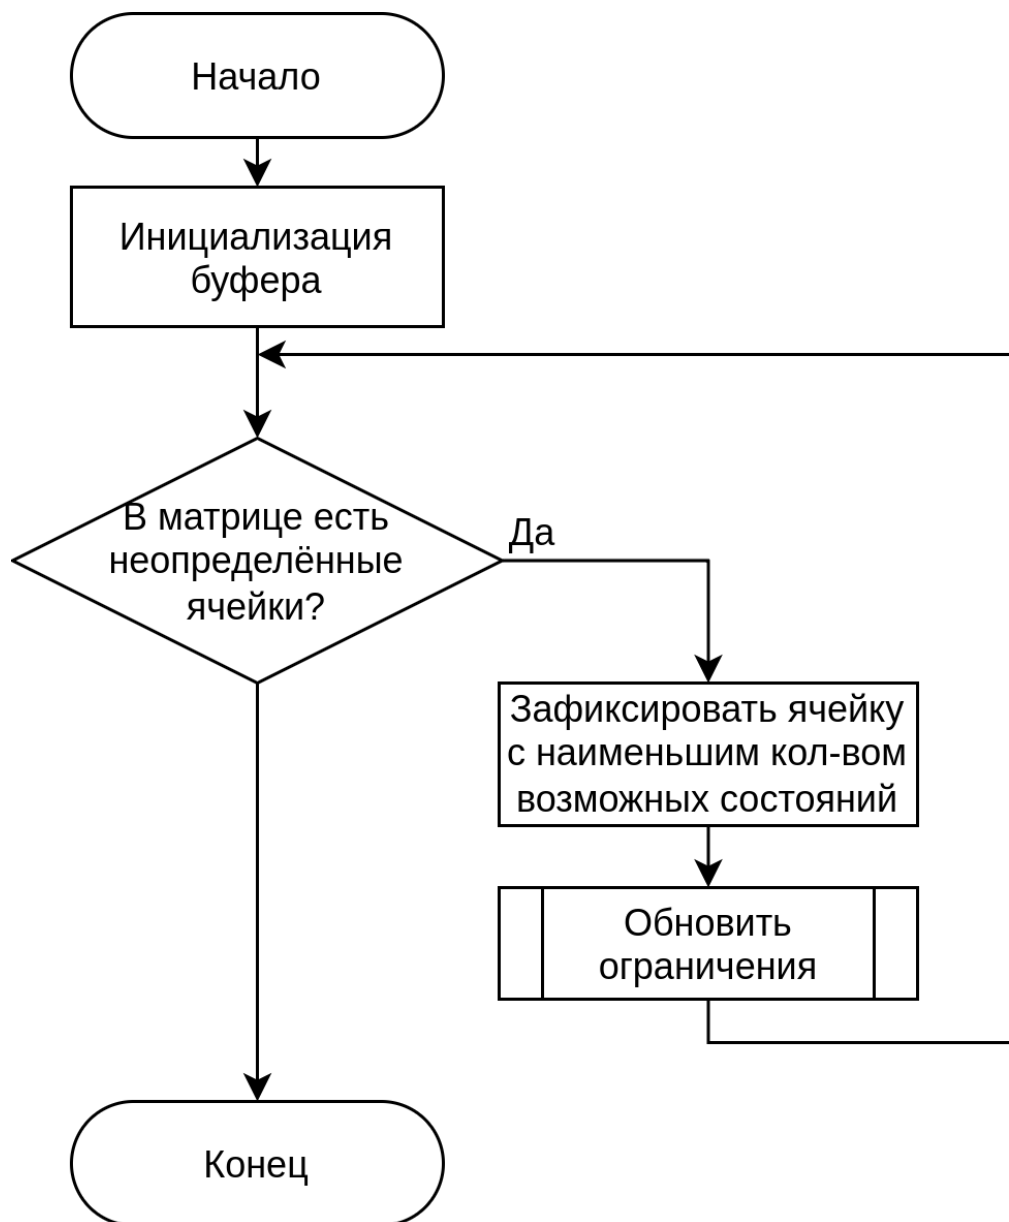 Начало
Инициализация
буфера
В матрице есть
неопределённые
ячейки?
Да
Зафиксировать ячейку
с наименьшим кол-вом
возможных состояний
Обновить
ограничения
Конец